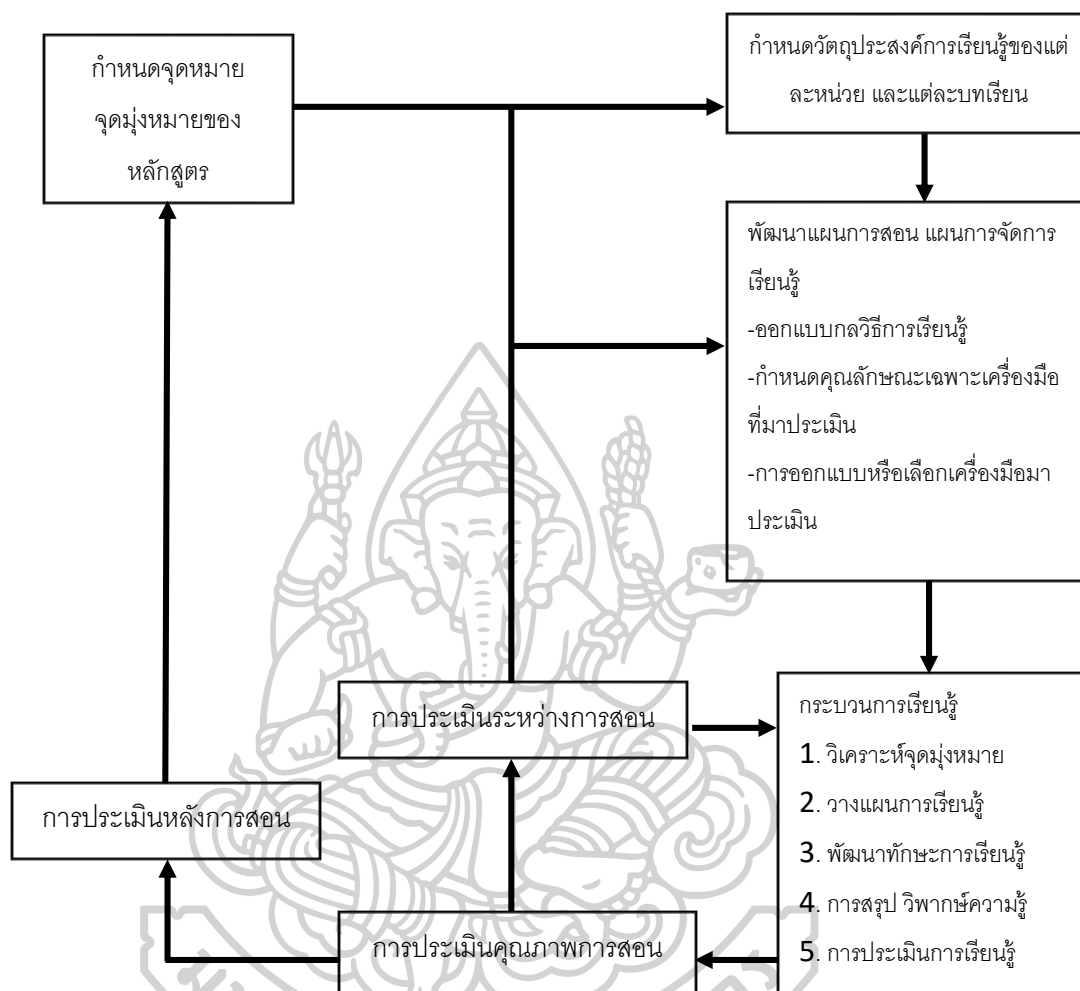 กำหนดจุดหมาย
จุดมุ่งหมายของ
หลักสูตร
กำหนดวัตถุประสงค์การเรียนรู้ของแต่
ละหน่วย และแต่ละบทเรียน
พัฒนาแผนการสอน แผนการจัดการ
เรียนรู้
-ออกแบบกลวิธีการเรียนรู้
-กำหนดคุณลักษณะเฉพาะเครื่องมือ
ที่มาประเมิน
-การออกแบบหรือเลือกเครื่องมือมา
ประเมิน
การประเมินระหว่างการสอน
กระบวนการเรียนรู้
1. วิเคราะห์จุดมุ่งหมาย
2. วางแผนการเรียนรู้
3. พัฒนาทักษะการเรียนรู้
4. การสรุป วิพากษ์ความรู้
5. การประเมินการเรียนรู้
การประเมินหลังการสอน
การประเมินคุณภาพการสอน